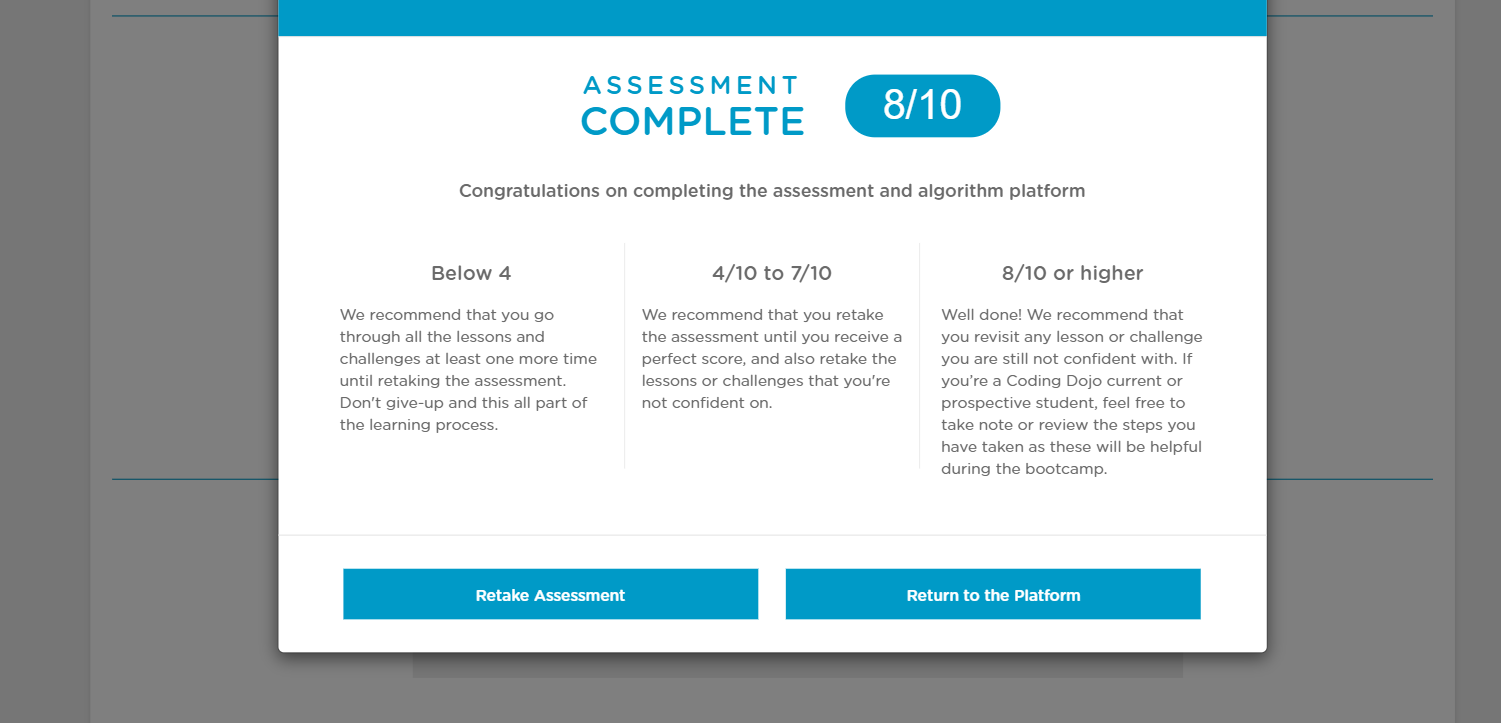 ASSESSMENT
COMPLETE
8/10
Congratulations on completing the assessment and algorithm platform
Below 4
We recommend that you go
through all the lessons and
challenges at least one more time
until retaking the assessment.
Don't give-up and this all part of
the learning process.
4/10 to 7/10
We recommend that you retake
the assessment until you receive a
perfect score, and also retake the
lessons or challenges that you're
not confident on.
8/10 or higher
Well done! We recommend that
you revisit any lesson or challenge
you are still not confident with. If
you’re a Coding Dojo current or
prospective student, feel free to
take note or review the steps you
have taken as these will be helpful
during the bootcamp.
Retake Assessment
Return to the Platform